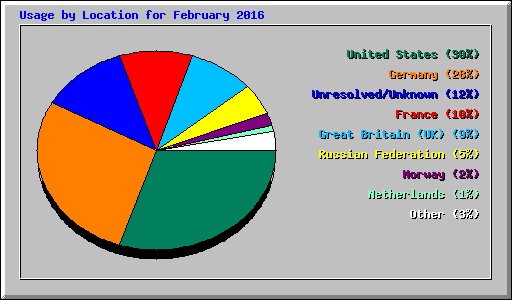 Usage by Location for February 2016
United States (30%)
Germany (28%)
Unresolved/Unknown (12%)
France (10%)
Great Britain (UK) (9%)
Russian Federation (5%)
Norway (2%)
Netherlands (1%)
Other (3%)